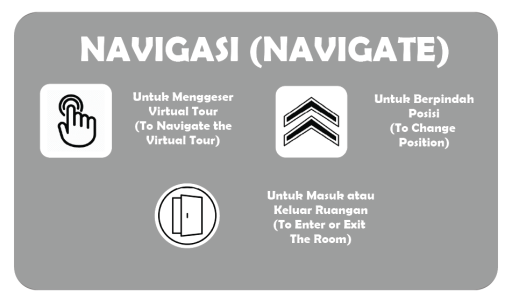 NAVIGASI (NAVIGATE)
Untuk Menggeser
Virtual Tour
(To Navigate the
Virtual Tour)
Untuk Berpindah
Posisi
(To Change
Position)
Untuk Masuk atau
Keluar Ruangan
(To Enter or Exit
The Room)